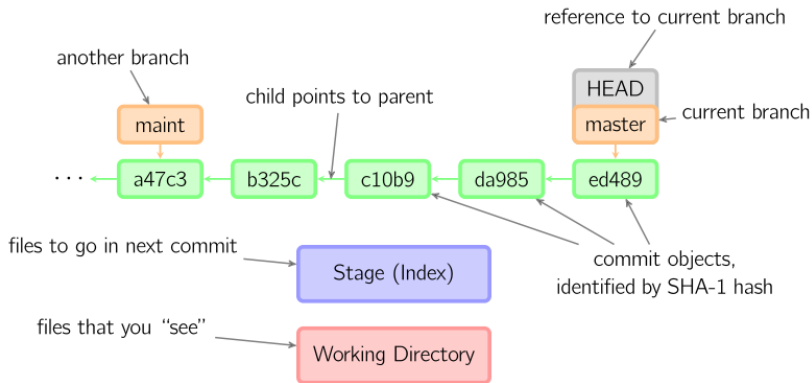 reference to current branch
another branch
HEAD
child points to parent
maint
master
current branch
... a47c3 b325c c10b9 da985 ed489
files to go in next commit
Stage (Index)
commit objects,
identified by SHA-1 hash
files that you “see”
Working Directory